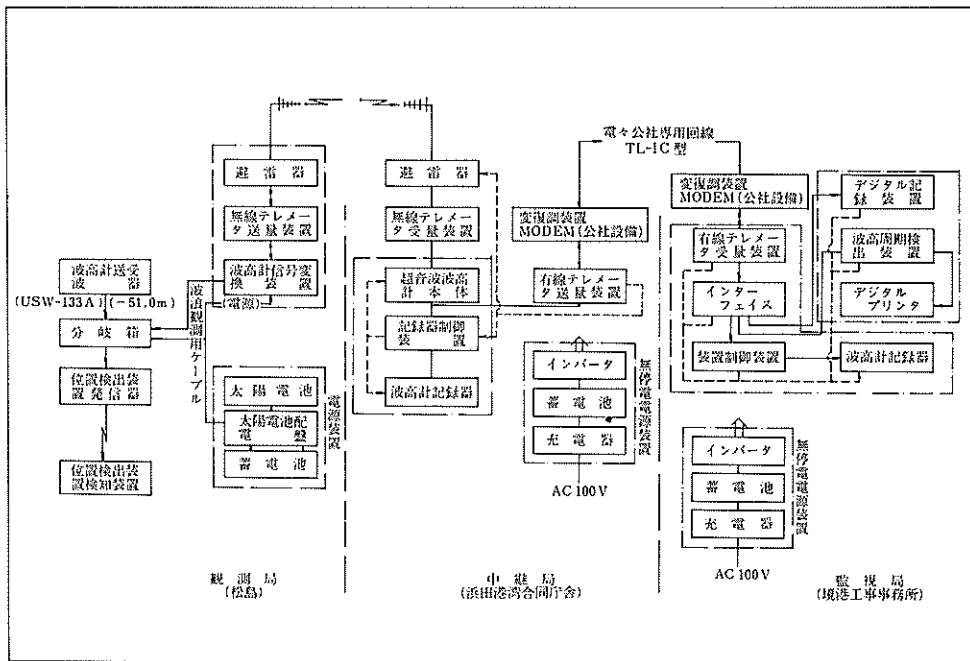 避雷器
無線テレメー
タ送量装置
波高計信号変
換装置
(電源)
波高計送受
波器
(USW-133A)
(-51.0m)
分岐箱
位置検出装
置発信器
位置検出装
置検知装置
波浪観測用ケーブル
太陽電池
太陽電池配
電盤
蓄電池
電源装置
観測局
(松島)
避雷器
無線テレメー
タ受量装置
超音波波高
計本体
記録器制御
装置
波高計記録器
変復調装置
MODEM(公社設備)
有線テレメー
タ送量装置
インバータ
蓄電池
充電器
無停電電源装置
AC 100V
中継局
(浜田港湾合同庁舎)
電々公社専用回線
TL-1C型
変復調装置
MODEM(公社設備)
有線テレメー
タ受量装置
インター
フェイス
装置制御装置
デジタル記
録装置
波高周期検
出装置
デジタル
プリンタ
波高計記録器
インバータ
蓄電池
充電器
無停電電源装置
AC 100V
監視局
(境港工事事務所)